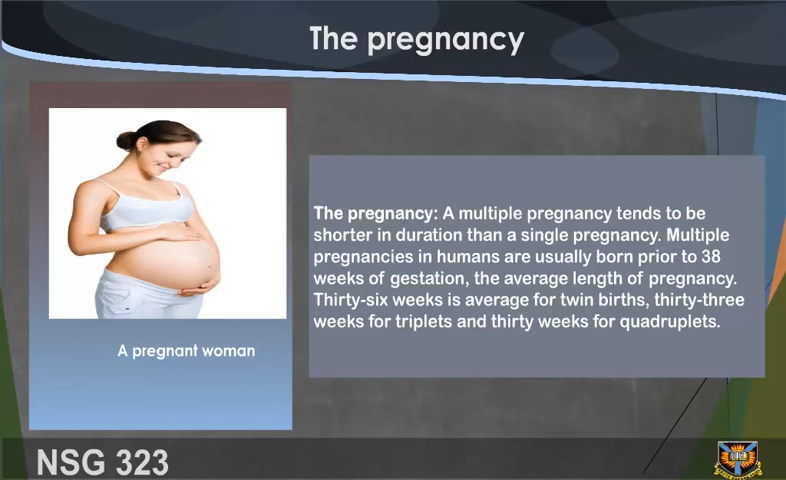 The pregnancy
The pregnancy: A multiple pregnancy tends to be
shorter in duration than a single pregnancy. Multiple
pregnancies in humans are usually born prior to 38
weeks of gestation, the average length of pregnancy.
Thirty-six weeks is average for twin births, thirty-three
weeks for triplets and thirty weeks for quadruplets.
A pregnant woman
NSG 323